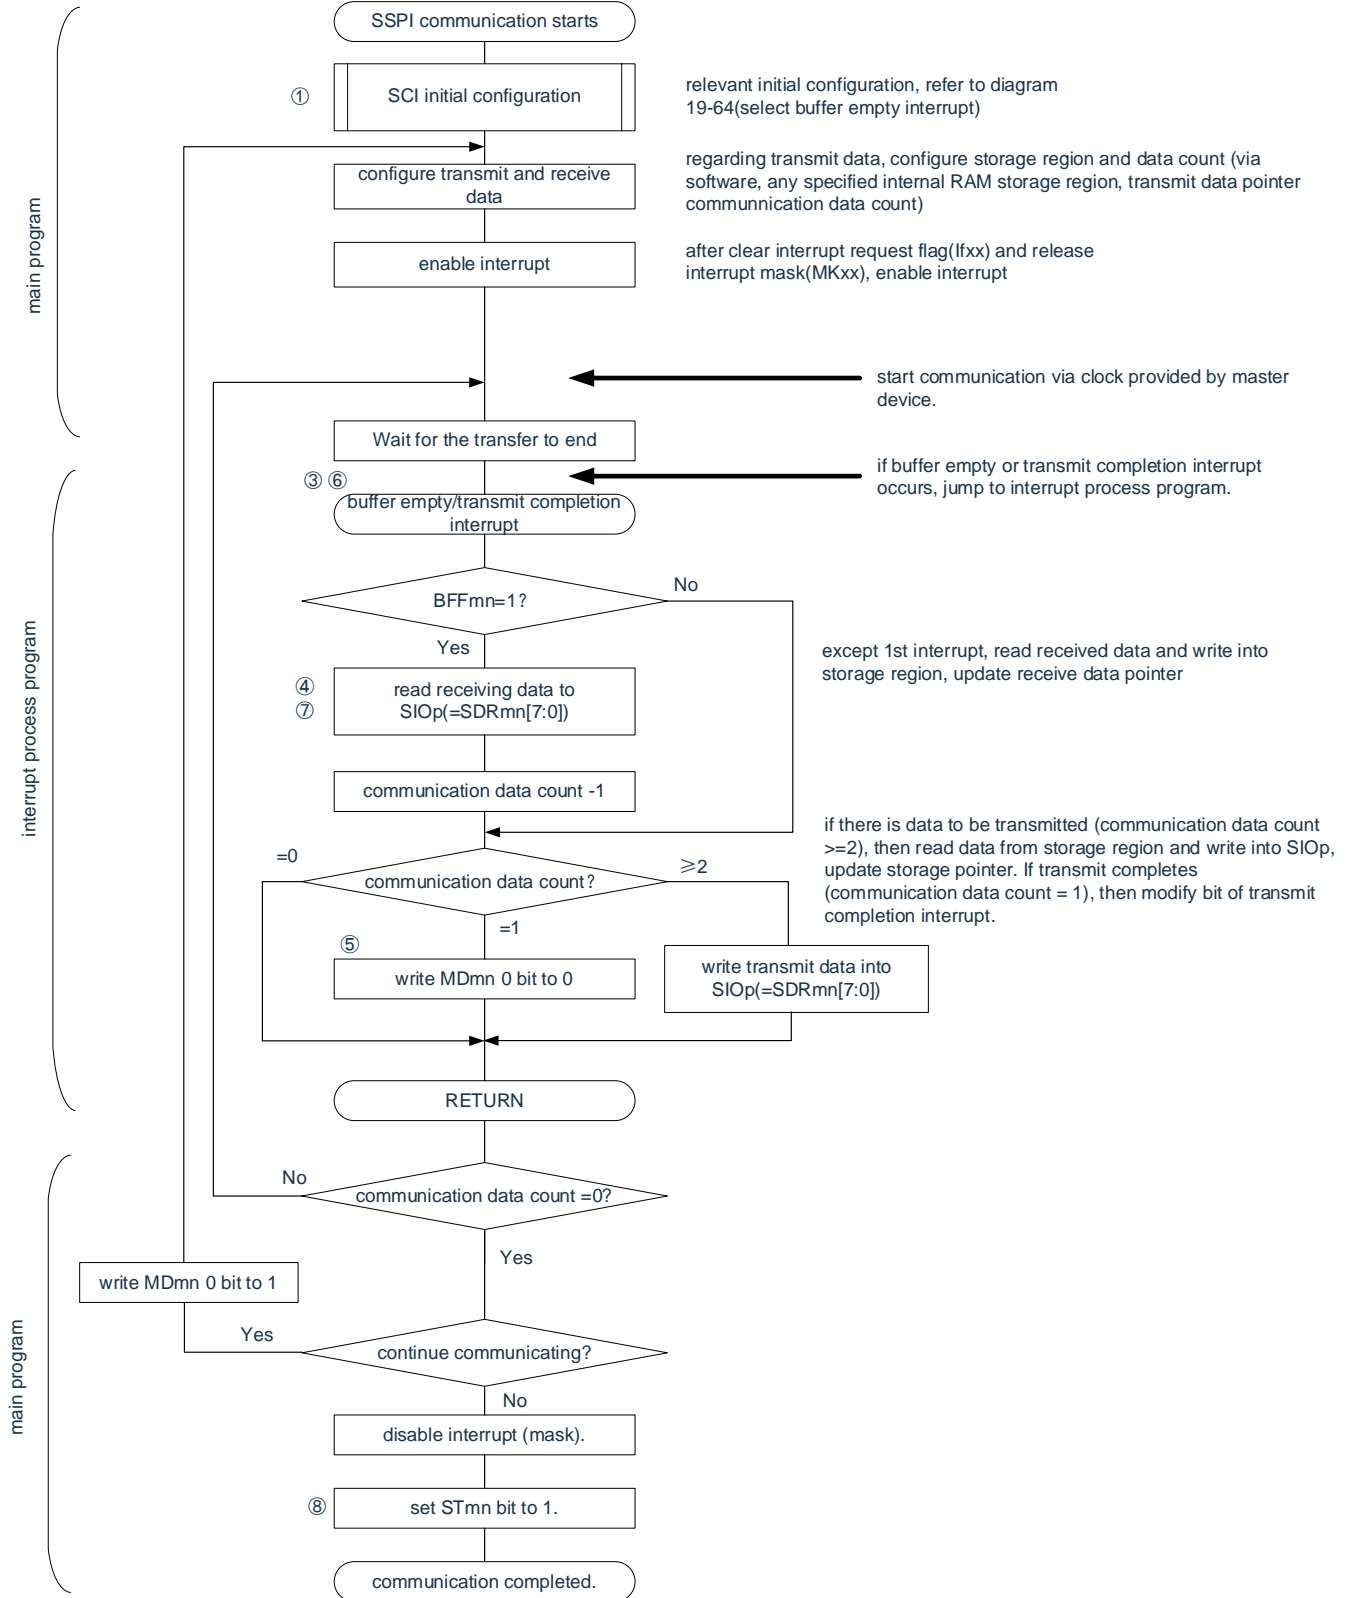 SSPI communication starts
①
SCI initial configuration
relevant initial configuration, refer to diagram
19-64(select buffer empty interrupt)
configure transmit and receive
data
regarding transmit data, configure storage region and data count (via
software, any specified internal RAM storage region, transmit data pointer
communnication data count)
enable interrupt
after clear interrupt request flag(Ifxx) and release
interrupt mask(MKxx), enable interrupt
main program
start communication via clock provided by master
device.
Wait for the transfer to end
③ ⑥
if buffer empty or transmit completion interrupt
occurs, jump to interrupt process program.
buffer empty/transmit completion
interrupt
BFFmn=1?
No
Yes
interrupt process program
except 1st interrupt, read received data and write into
storage region, update receive data pointer
④
⑦
read receiving data to
SIOp(=SDRmn[7:0])
communication data count -1
if there is data to be transmitted (communication data count
>=2), then read data from storage region and write into SIOp,
update storage pointer. If transmit completes
(communication data count = 1), then modify bit of transmit
completion interrupt.
=0
communication data count?
≥2
=1
⑤
write MDmn 0 bit to 0
write transmit data into
SIOp(=SDRmn[7:0])
RETURN
No
communication data count =0?
Yes
write MDmn 0 bit to 1
Yes
continue communicating?
No
main program
disable interrupt (mask).
⑧
set STmn bit to 1.
communication completed.